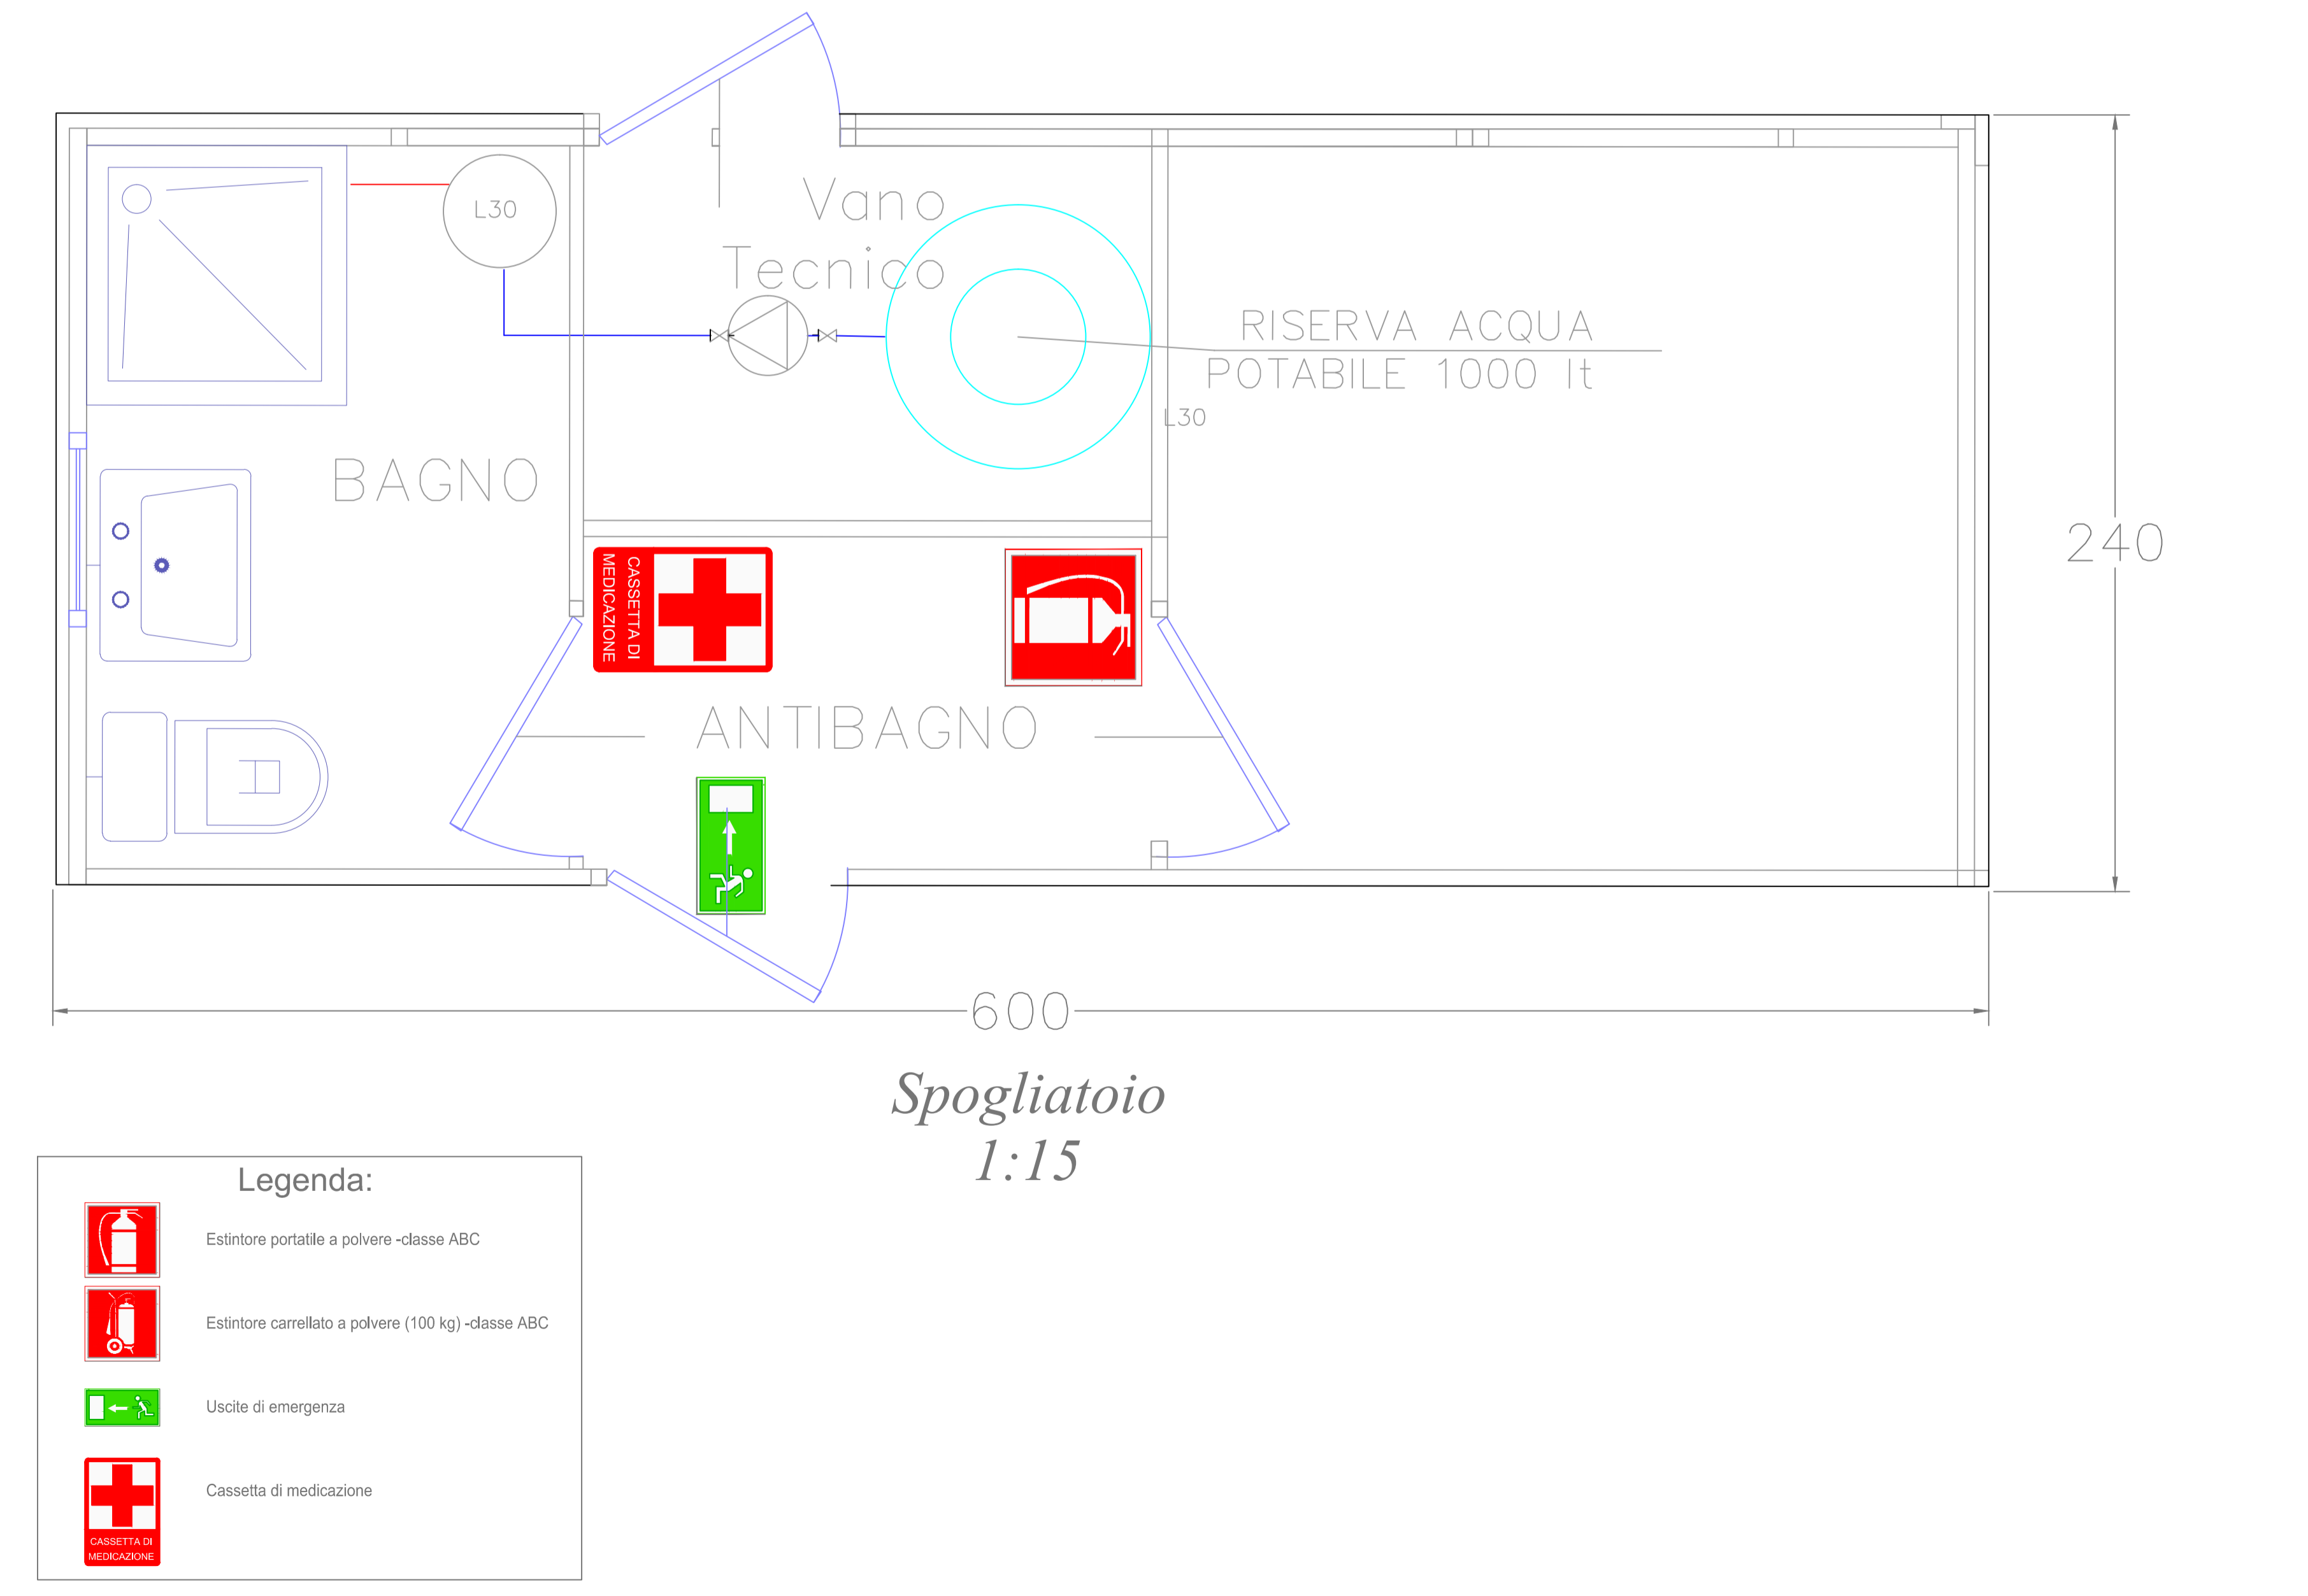 L30
Vano
Tecnico
RISERVA ACQUA
POTABILE 1000 lt
L30
BAGNO
240
CASSETTA DI
MEDICAZIONE
ANTIBAGNO
600
Spogliatoio
1:15
Legenda:
Estintore portatile a polvere -classe ABC
Estintore carrellato a polvere (100 kg) -classe ABC
Uscite di emergenza
Cassetta di medicazione
CASSETTA DI
MEDICAZIONE